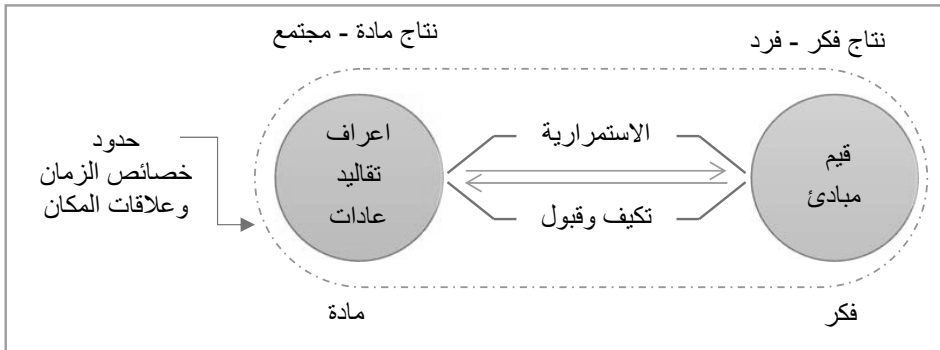 نتاج فكر - فرد
نتاج مادة - مجتمع
قيم
مبادئ
الاستمرارية
تكيف وقبول
اعراف
تقاليد
عادات
حدود
خصائص الزمان
وعلاقات المكان
فكر
مادة